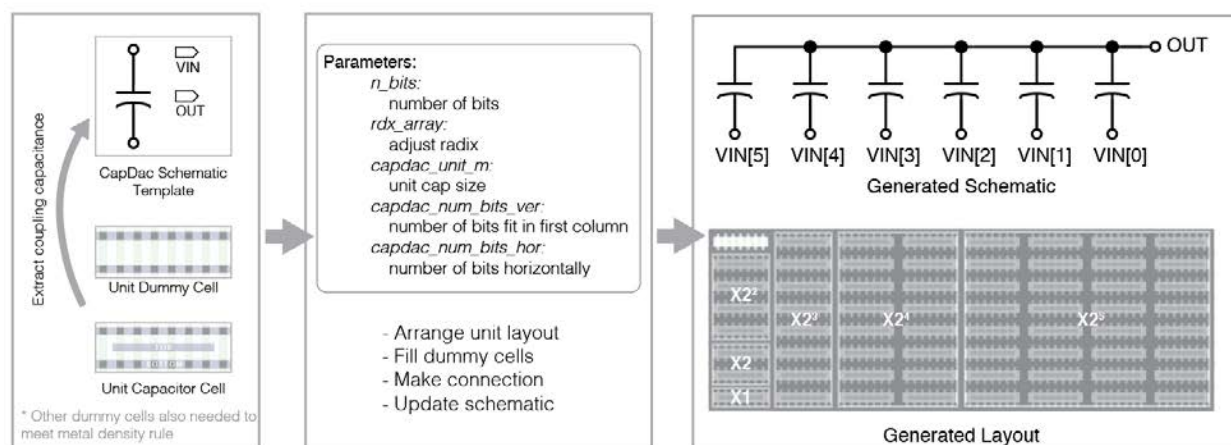 VIN
OUT
CapDac Schematic
Template
Extract coupling capacitance
Unit Dummy Cell
Unit Capacitor Cell
* Other dummy cells also needed to
meet metal density rule
Parameters:
n_bits:
number of bits
rdx_array:
adjust radix
capdac_unit_m:
unit cap size
capdac_num_bits_ver:
number of bits fit in first column
capdac_num_bits_hor:
number of bits horizontally
- Arrange unit layout
- Fill dummy cells
- Make connection
- Update schematic
OUT
VIN[5] VIN[4] VIN[3] VIN[2] VIN[1] VIN[0]
Generated Schematic
X2²
X2³ X2⁴ X2⁵
X2
X1
Generated Layout